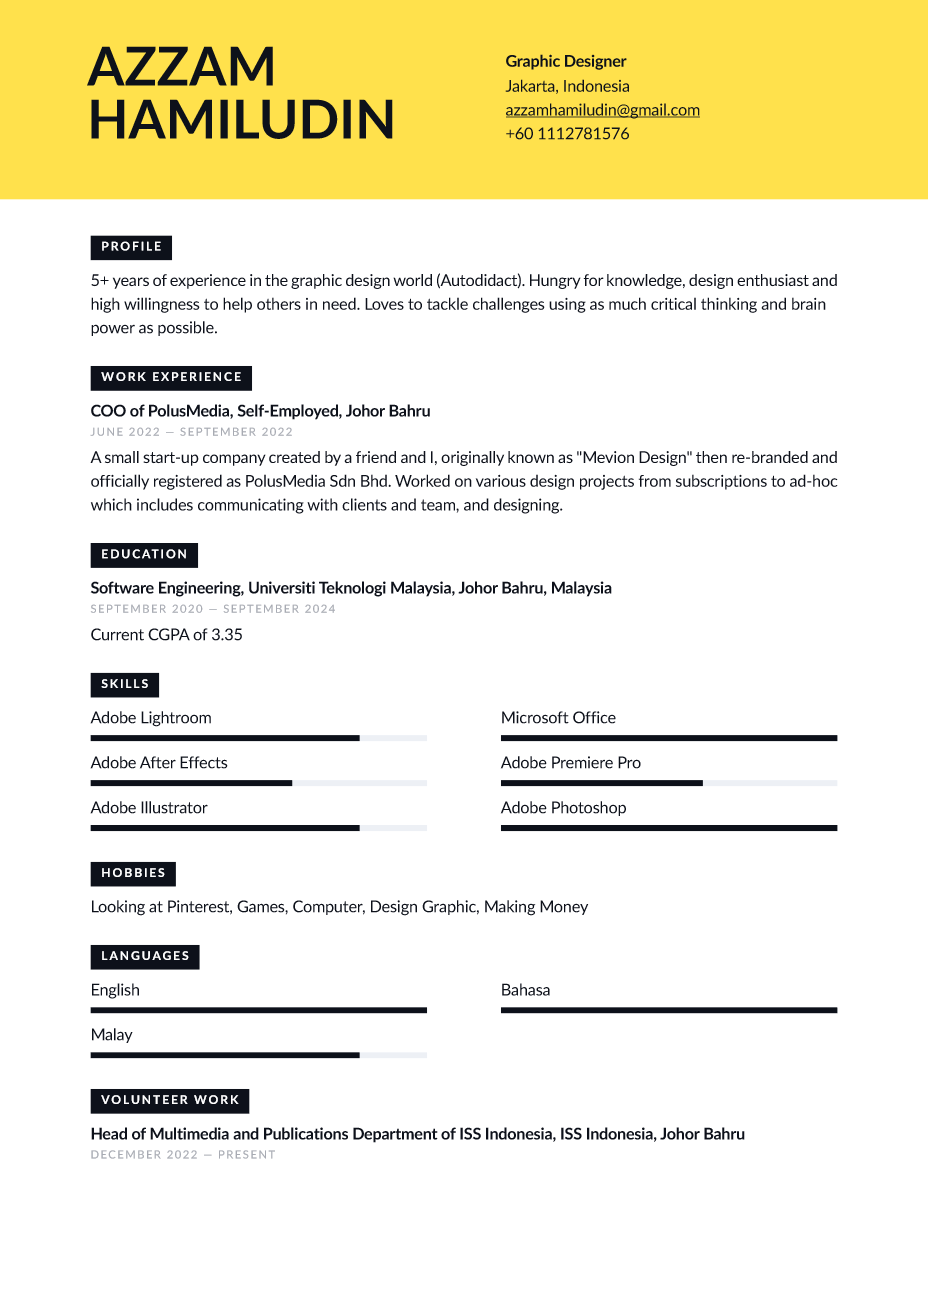 AZZAM
HAMILUDIN
Graphic Designer
Jakarta, Indonesia
azzamhamiludin@gmail.com
+60 1112781576
PROFILE
5+ years of experience in the graphic design world (Autodidact). Hungry for knowledge, design enthusiast and
high willingness to help others in need. Loves to tackle challenges using as much critical thinking and brain
power as possible.
WORK EXPERIENCE
COO of PolusMedia, Self-Employed, Johor Bahru
JUNE 2022 — SEPTEMBER 2022
A small start-up company created by a friend and I, originally known as "Mevion Design" then re-branded and
officially registered as PolusMedia Sdn Bhd. Worked on various design projects from subscriptions to ad-hoc
which includes communicating with clients and team, and designing.
EDUCATION
Software Engineering, Universiti Teknologi Malaysia, Johor Bahru, Malaysia
SEPTEMBER 2020 — SEPTEMBER 2024
Current CGPA of 3.35
SKILLS
Adobe Lightroom
Microsoft Office
Adobe After Effects
Adobe Premiere Pro
Adobe Illustrator
Adobe Photoshop
HOBBIES
Looking at Pinterest, Games, Computer, Design Graphic, Making Money
LANGUAGES
English
Bahasa
Malay
VOLUNTEER WORK
Head of Multimedia and Publications Department of ISS Indonesia, ISS Indonesia, Johor Bahru
DECEMBER 2022 — PRESENT